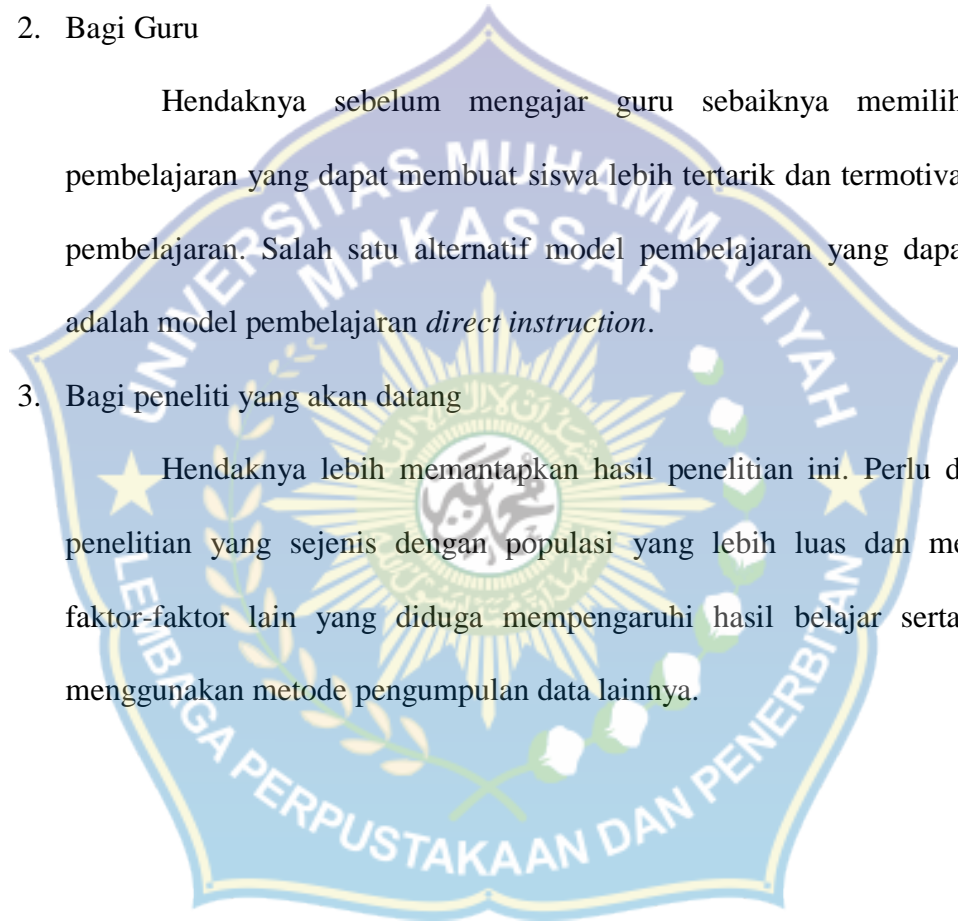 2. Bagi Guru
Hendaknya sebelum mengajar guru sebaiknya memilih
pembelajaran yang dapat membuat siswa lebih tertarik dan termotiva
pembelajaran. Salah satu alternatif model pembelajaran yang dapa
adalah model pembelajaran direct instruction.
3. Bagi peneliti yang akan datang
Hendaknya lebih memantapkan hasil penelitian ini. Perlu d
penelitian yang sejenis dengan populasi yang lebih luas dan me
faktor-faktor lain yang diduga mempengaruhi hasil belajar serta
menggunakan metode pengumpulan data lainnya.
UNIVERSITAS MUHAMMADIYAH
MAKASSAR
LEMBAGA PERPUSTAKAAN DAN PENERBITAN